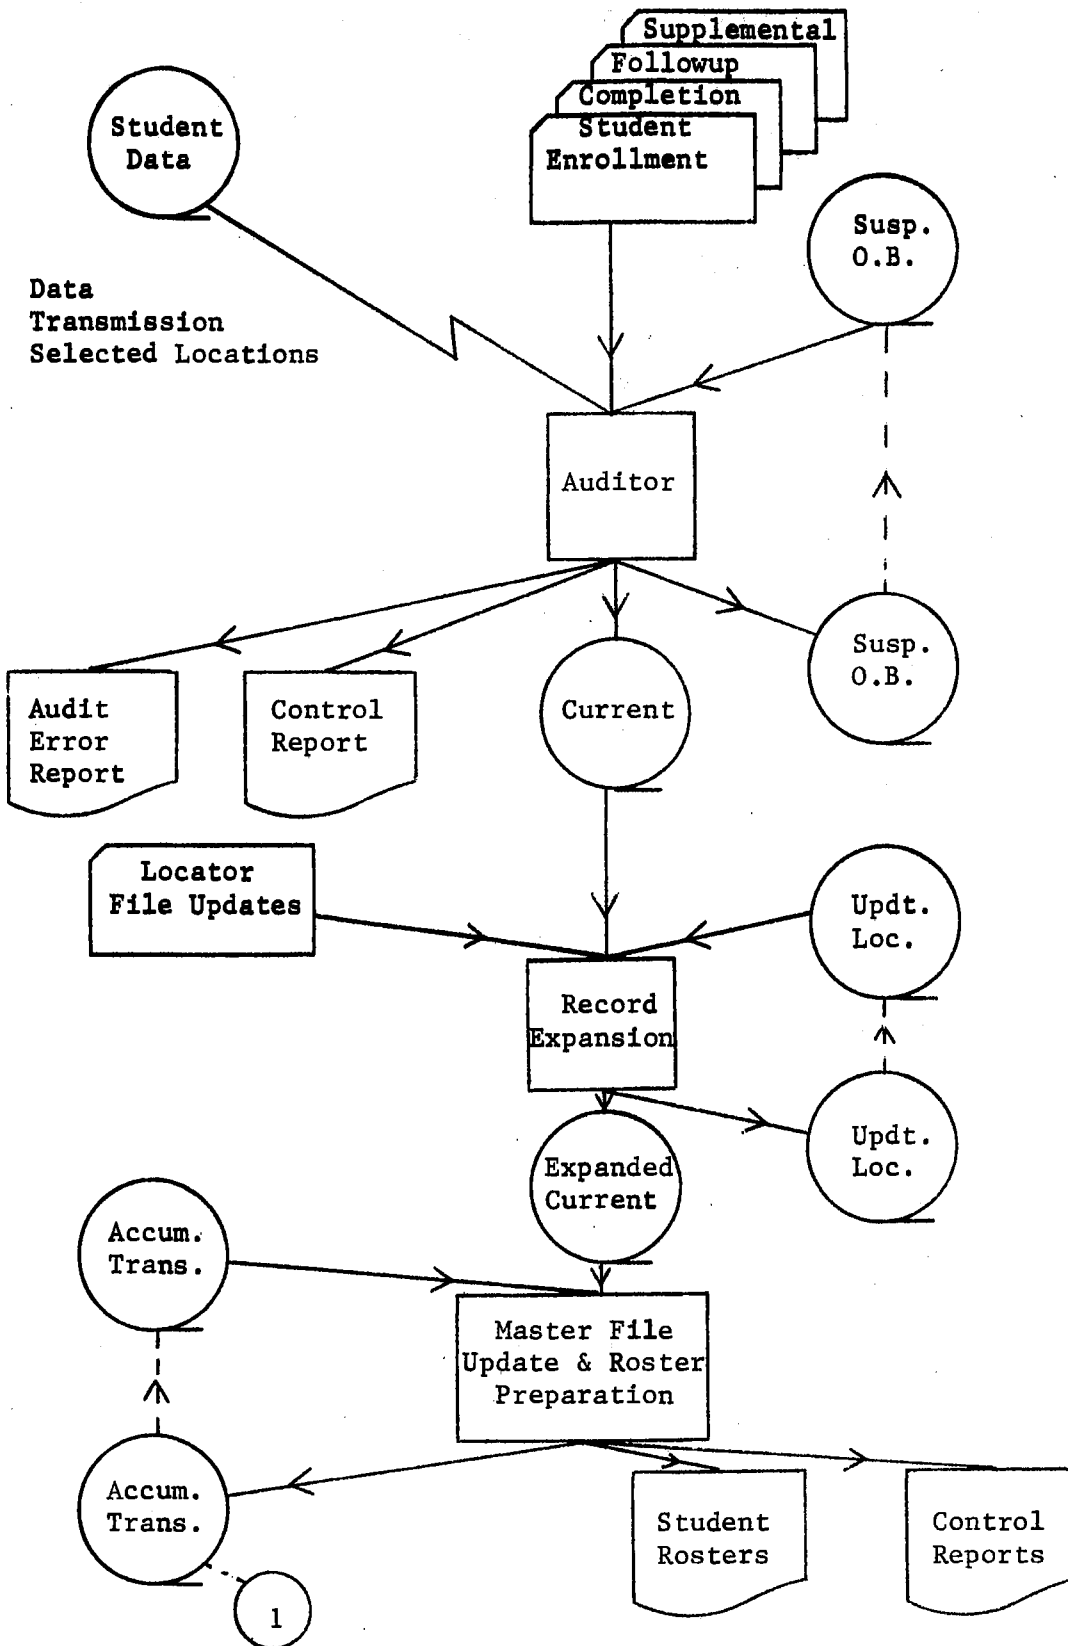 Supplemental
Followup
Completion
Student
Enrollment
Student
Data
Susp.
O.B.
Data
Transmission
Selected Locations
Auditor
Susp.
O.B.
Audit
Error
Report
Control
Report
Current
Locator
File Updates
Updt.
Loc.
Record
Expansion
Updt.
Loc.
Expanded
Current
Accum.
Trans.
Master File
Update & Roster
Preparation
Accum.
Trans.
Student
Rosters
Control
Reports
1